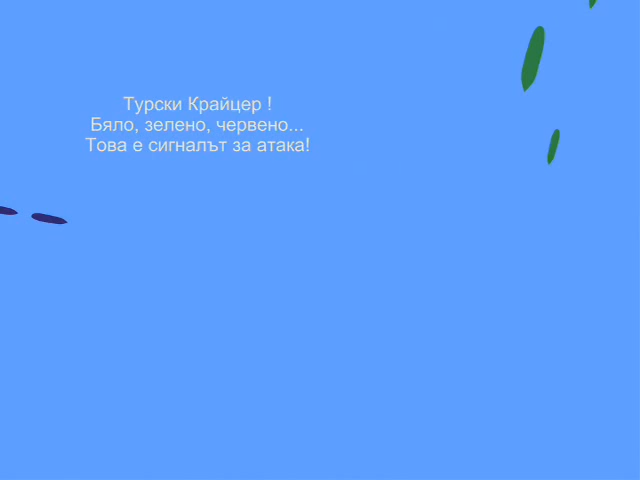 Турски Крайцер !
Бяло, зелено, червено...
Това е сигналът за атака!